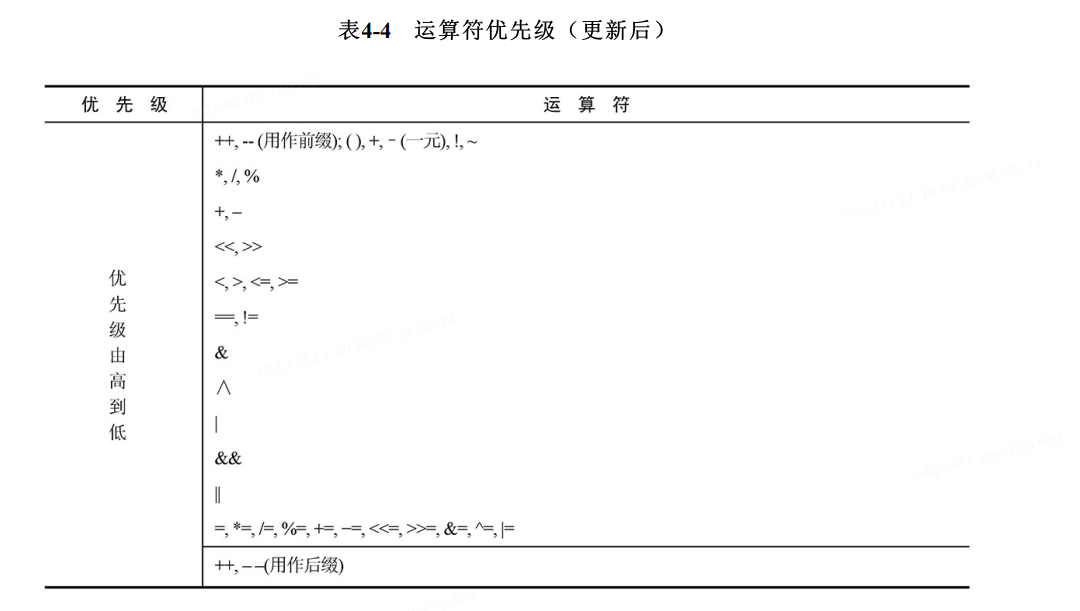 表4-4 运算符优先级（更新后）
优 先 级 运 算 符
优先级由高到低
++, -- (用作前缀); ( ), +, - (一元), !, ~
*, /, %
+, –
<<, >>
<, >, <=, >=
==, !=
&
∧
|
&&
||
=, *=, /=, %=, +=, –=, <<=, >>=, &=, ^=, |=
++, – –(用作后缀)